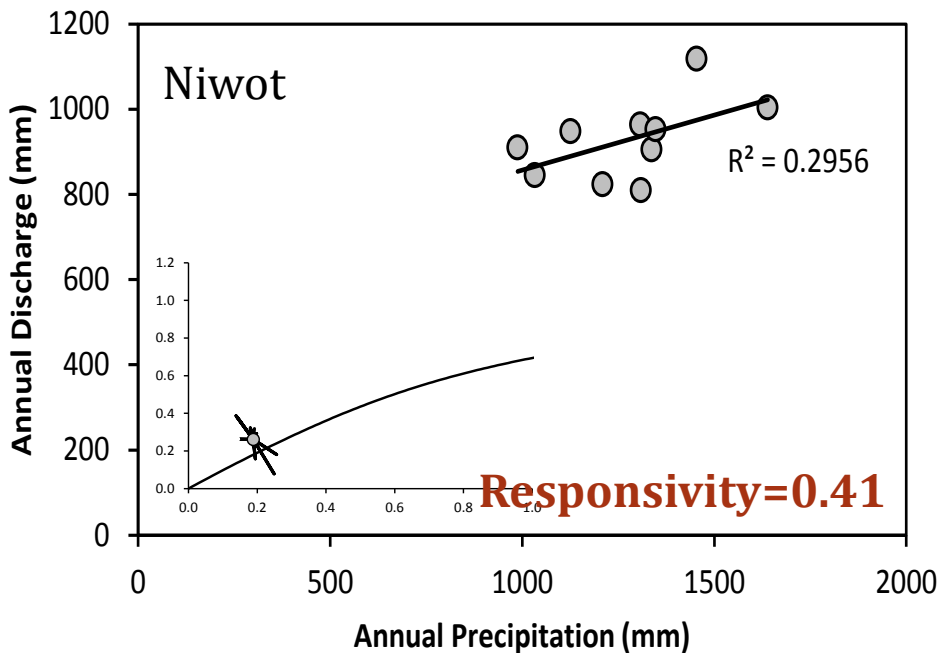 1200
1000
800
600
400
200
0
Annual Discharge (mm)
Niwot
R² = 0.2956
1.2
1.0
0.8
0.6
0.4
0.2
0.0
0.0 0.2 0.4 0.6 0.8 1.0
Responsivity=0.41
0 500 1000 1500 2000
Annual Precipitation (mm)